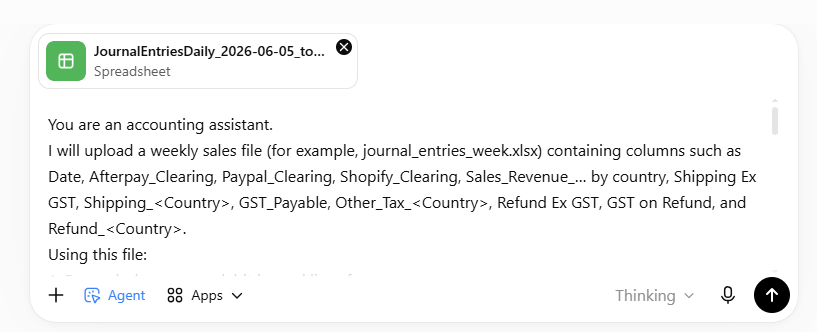 JournalEntriesDaily_2026-06-05_to...
Spreadsheet
You are an accounting assistant.
I will upload a weekly sales file (for example, journal_entries_week.xlsx) containing columns such as
Date, Afterpay_Clearing, Paypal_Clearing, Shopify_Clearing, Sales_Revenue_... by country, Shipping Ex
GST, Shipping_<Country>, GST_Payable, Other_Tax_<Country>, Refund Ex GST, GST on Refund, and
Refund_<Country>.
Using this file:
Agent Apps Thinking